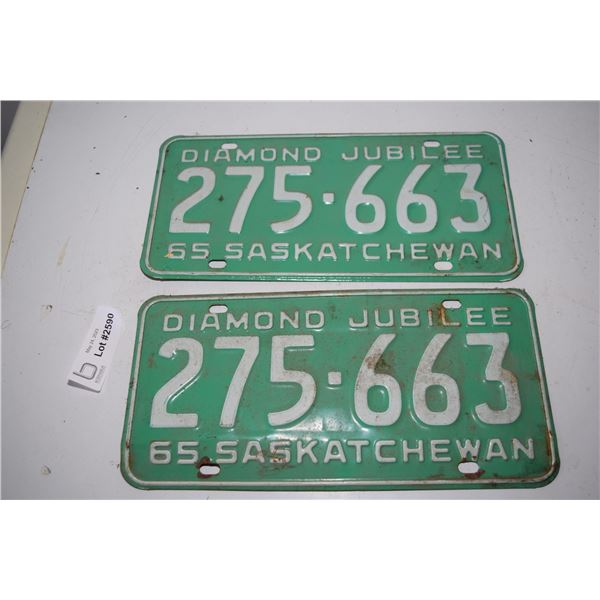 DIAMOND JUBILEE
275·663
65 SASKATCHEWAN
Lot #2590
DIAMOND JUBILEE
275·663
65 SASKATCHEWAN